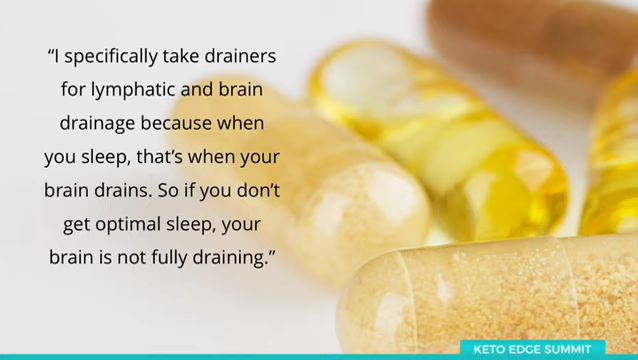 “I specifically take drainers
for lymphatic and brain
drainage because when
you sleep, that’s when your
brain drains. So if you don’t
get optimal sleep, your
brain is not fully draining.”
KETO EDGE SUMMIT